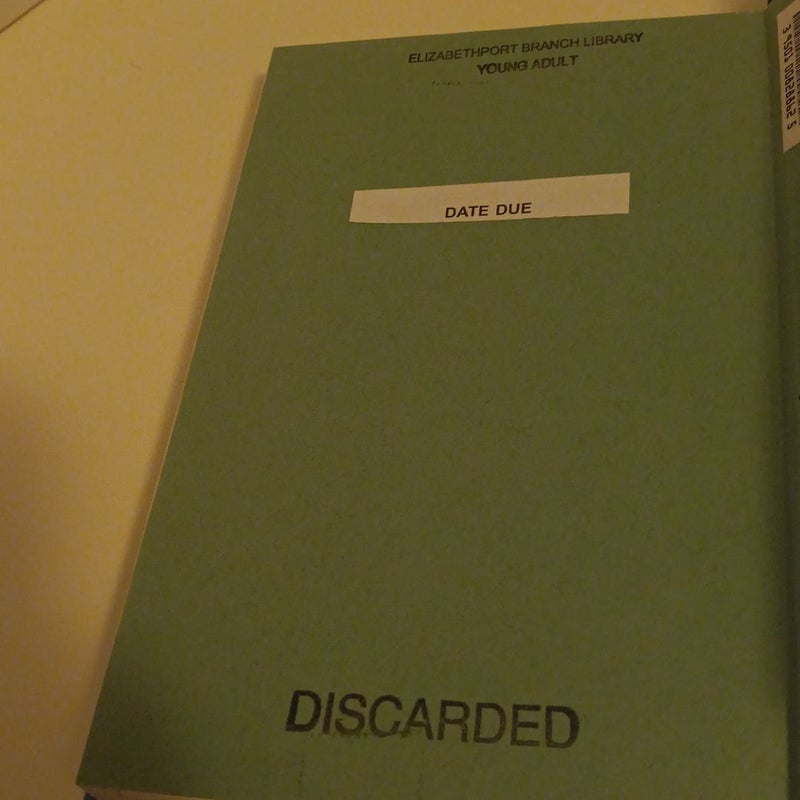 ELIZABETHPORT BRANCH LIBRARY
YOUNG ADULT
DATE DUE
DISCARDED